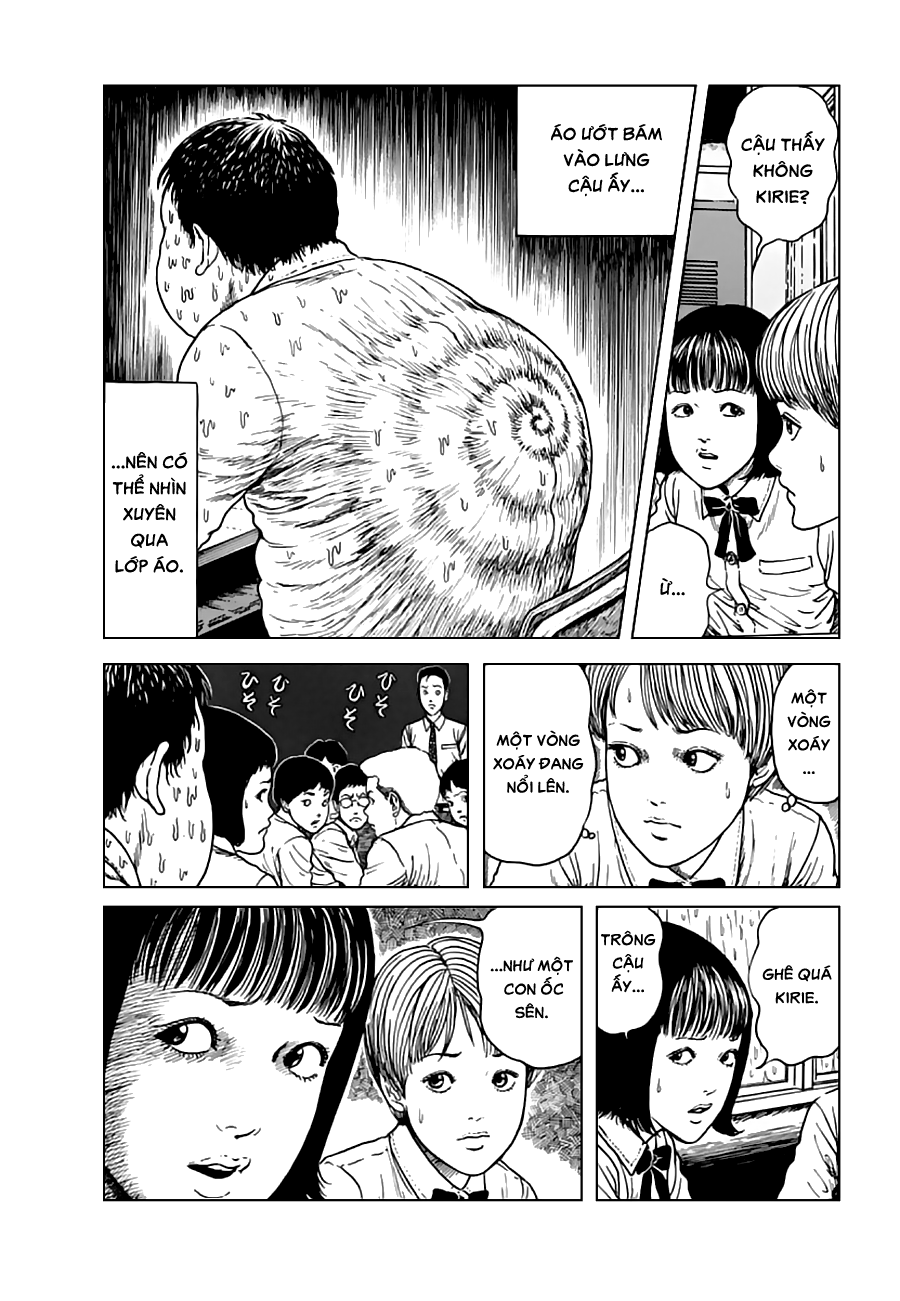 CẬU THẤY
KHÔNG
KIRIE?
Ừ...
ÁO ƯỚT BÁM
VÀO LƯNG
CẬU ẤY...
...NÊN CÓ
THỂ NHÌN
XUYÊN
QUA
LỚP ÁO.
MỘT
VÒNG
XOÁY
...
MỘT VÒNG
XOÁY ĐANG
NỔI LÊN.
ひそ
ひそ
ひそ
ひそ
GHÊ QUÁ
KIRIE.
TRÔNG
CẬU
ẤY...
...NHƯ MỘT
CON ỐC
SÊN.